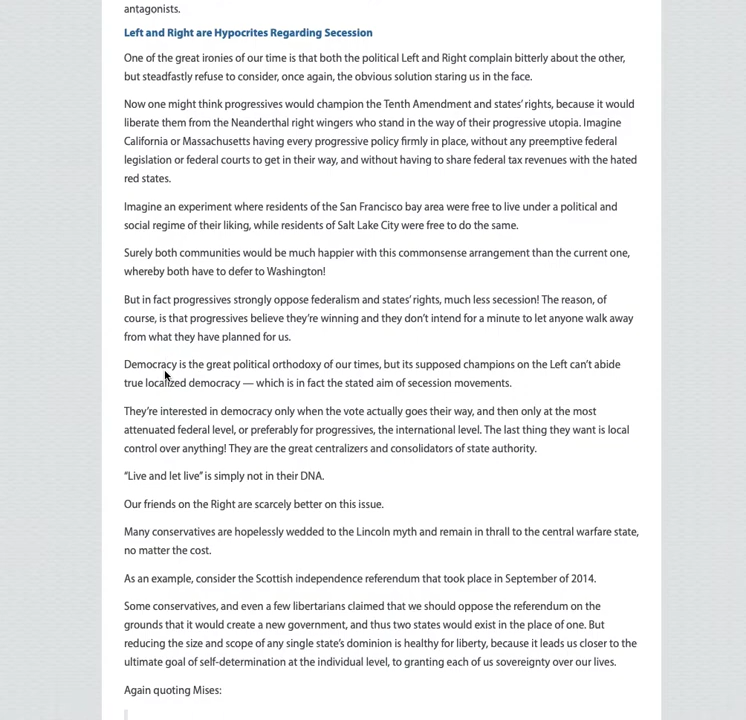 antagonists.
Left and Right are Hypocrites Regarding Secession
One of the great ironies of our time is that both the political Left and Right complain bitterly about the other,
but steadfastly refuse to consider, once again, the obvious solution staring us in the face.
Now one might think progressives would champion the Tenth Amendment and states' rights, because it would
liberate them from the Neanderthal right wingers who stand in the way of their progressive utopia. Imagine
California or Massachusetts having every progressive policy firmly in place, without any preemptive federal
legislation or federal courts to get in their way, and without having to share federal tax revenues with the hated
red states.
Imagine an experiment where residents of the San Francisco bay area were free to live under a political and
social regime of their liking, while residents of Salt Lake City were free to do the same.
Surely both communities would be much happier with this commonsense arrangement than the current one,
whereby both have to defer to Washington!
But in fact progressives strongly oppose federalism and states' rights, much less secession! The reason, of
course, is that progressives believe they're winning and they don't intend for a minute to let anyone walk away
from what they have planned for us.
Democracy is the great political orthodoxy of our times, but its supposed champions on the Left can't abide
true localized democracy — which is in fact the stated aim of secession movements.
They're interested in democracy only when the vote actually goes their way, and then only at the most
attenuated federal level, or preferably for progressives, the international level. The last thing they want is local
control over anything! They are the great centralizers and consolidators of state authority.
"Live and let live" is simply not in their DNA.
Our friends on the Right are scarcely better on this issue.
Many conservatives are hopelessly wedded to the Lincoln myth and remain in thrall to the central warfare state,
no matter the cost.
As an example, consider the Scottish independence referendum that took place in September of 2014.
Some conservatives, and even a few libertarians claimed that we should oppose the referendum on the
grounds that it would create a new government, and thus two states would exist in the place of one. But
reducing the size and scope of any single state's dominion is healthy for liberty, because it leads us closer to the
ultimate goal of self-determination at the individual level, to granting each of us sovereignty over our lives.
Again quoting Mises: